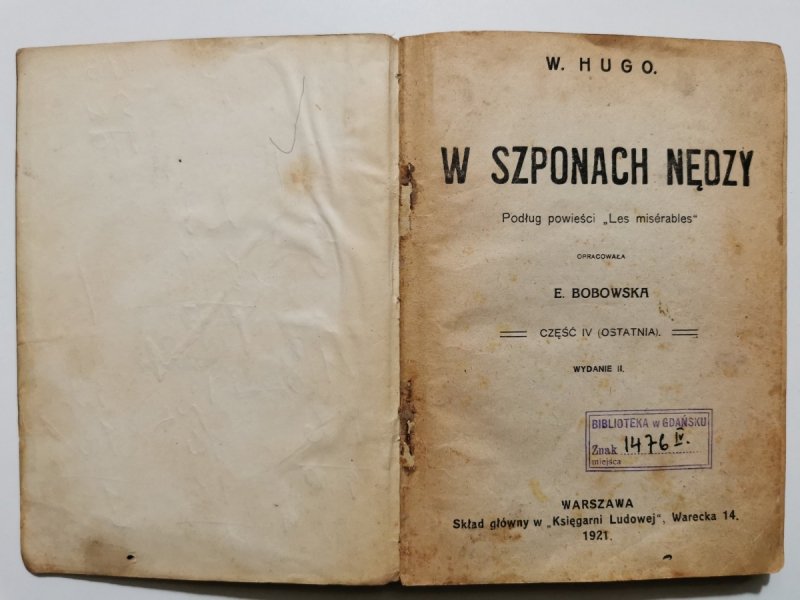 W. HUGO.
W SZPONACH NĘDZY
Podług powieści „Les misérables“
OPRACOWAŁA
E. BOBOWSKA
CZĘŚĆ IV (OSTATNIA).
WYDANIE II.
BIBLIOTEKA w GDAŃSKU
Znak 1476 IV.
miejsca
WARSZAWA
Skład główny w „Księgarni Ludowej“, Warecka 14.
1921.